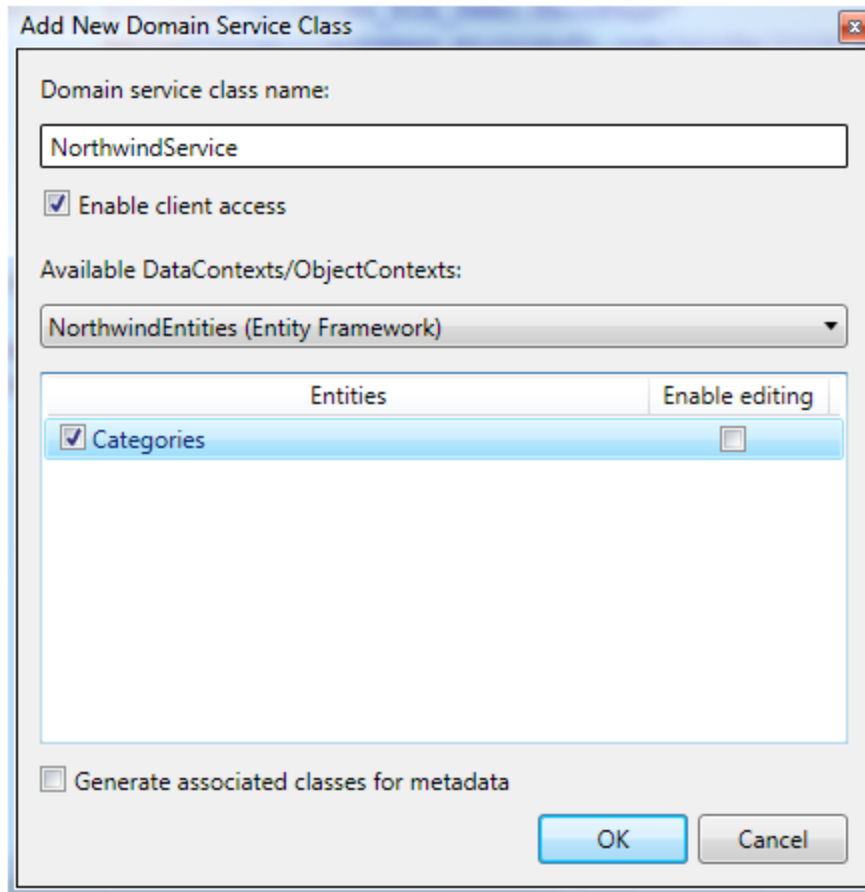 Add New Domain Service Class
Domain service class name:
NorthwindService
Enable client access
Available DataContexts/ObjectContexts:
NorthwindEntities (Entity Framework)
Entities Enable editing
Categories
Generate associated classes for metadata
OK Cancel